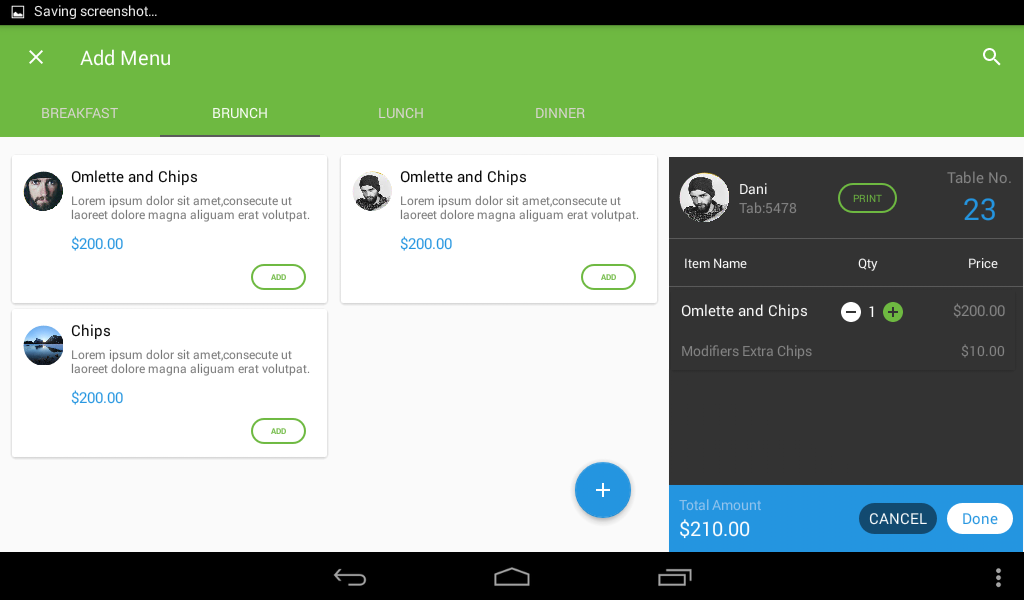 Saving screenshot...
Add Menu
BREAKFAST
BRUNCH
LUNCH
DINNER
Omlette and Chips
Lorem ipsum dolor sit amet,consecute ut
laoreet dolore magna aliguam erat volutpat.
$200.00
ADD
Omlette and Chips
Lorem ipsum dolor sit amet,consecute ut
laoreet dolore magna aliguam erat volutpat.
$200.00
ADD
Chips
Lorem ipsum dolor sit amet,consecute ut
laoreet dolore magna aliguam erat volutpat.
$200.00
ADD
Dani
Tab:5478
PRINT
Table No.
23
Item Name Qty Price
Omlette and Chips 1 $200.00
Modifiers Extra Chips $10.00
Total Amount
$210.00
CANCEL
Done